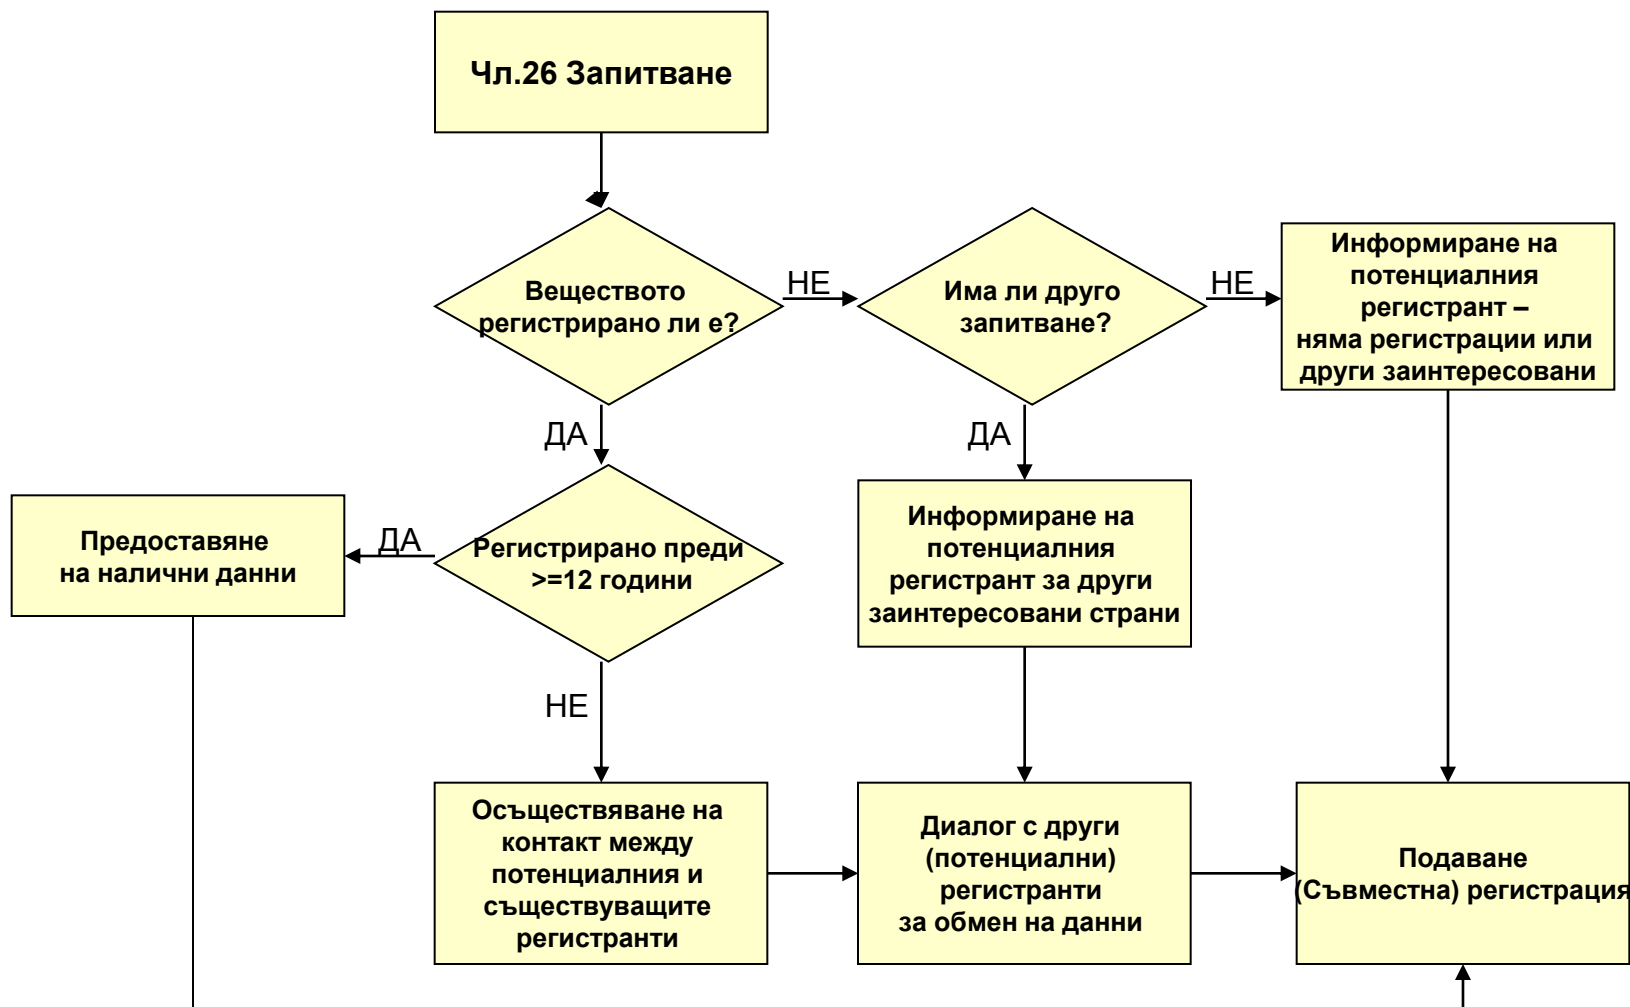 Чл.26 Запитване
Веществото
регистрирано ли е?
НЕ
Има ли друго
запитване?
НЕ
Информиране на
потенциалния
регистрант –
няма регистрации или
други заинтересовани
ДА
ДА
Предоставяне
на налични данни
ДА
Регистрирано преди
>=12 години
Информиране на
потенциалния
регистрант за други
заинтересовани страни
НЕ
Осъществяване на
контакт между
потенциалния и
съществуващите
регистранти
Диалог с други
(потенциални)
регистранти
за обмен на данни
Подаване
(Съвместна) регистрация